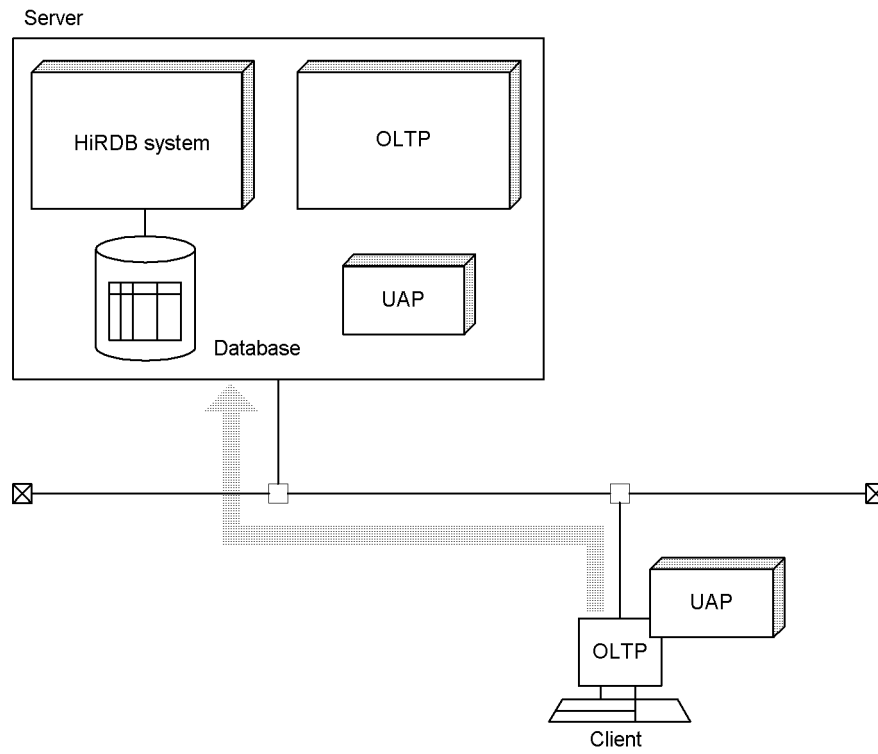 Server
HiRDB system
OLTP
UAP
Database
UAP
OLTP
Client